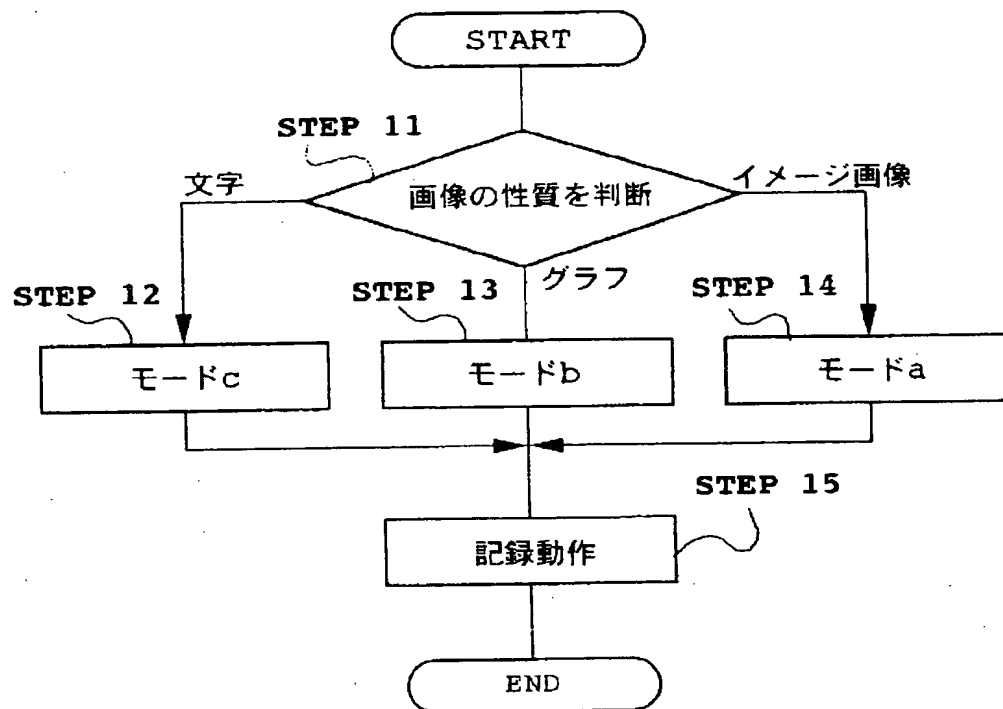 START
STEP 11
文字
画像の性質を判断
イメージ画像
グラフ
STEP 12
STEP 13
STEP 14
モードc
モードb
モードa
STEP 15
記録動作
END